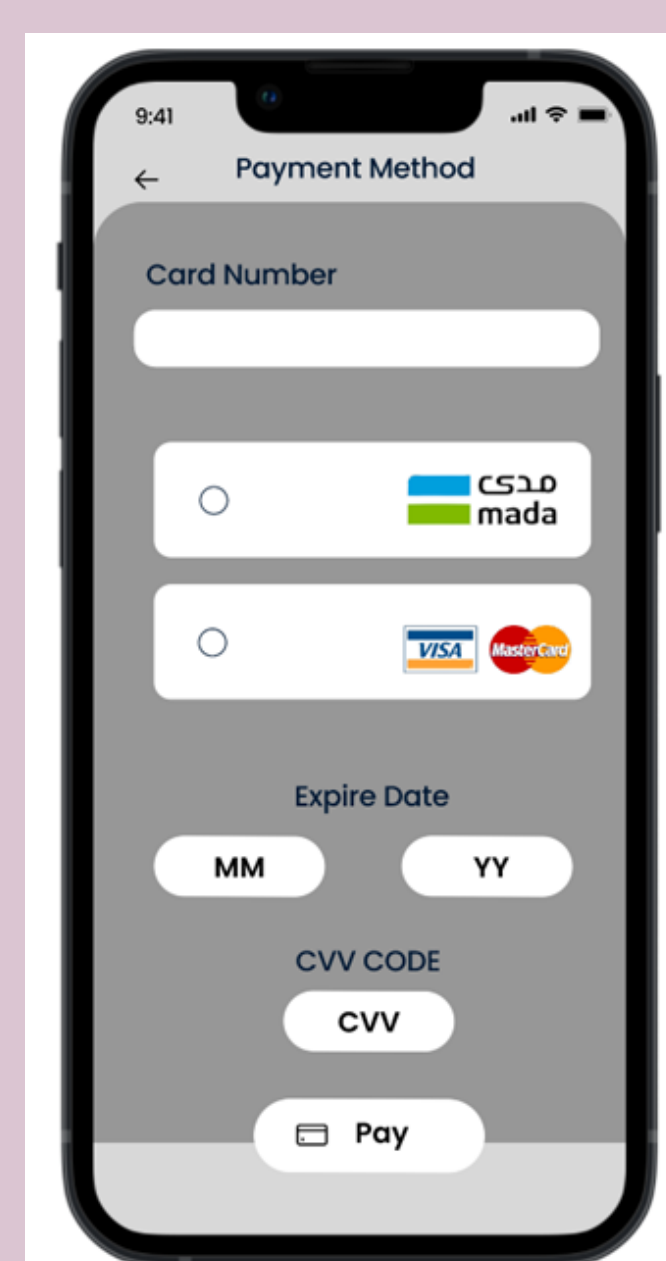 9:41
Payment Method
Card Number
مدى
mada
VISA MasterCard
Expire Date
MM YY
CVV CODE
CVV
Pay